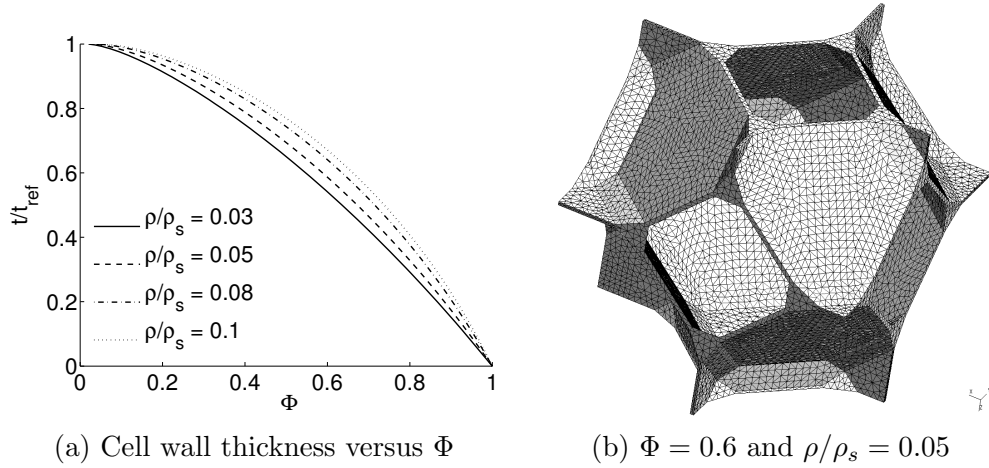 1
0.8
0.6
0.4
0.2
0
0 0.2 0.4 0.6 0.8 1
t/t_ref
Φ
ρ/ρ_s = 0.03
ρ/ρ_s = 0.05
ρ/ρ_s = 0.08
ρ/ρ_s = 0.1
(a) Cell wall thickness versus Φ
(b) Φ = 0.6 and ρ/ρ_s = 0.05